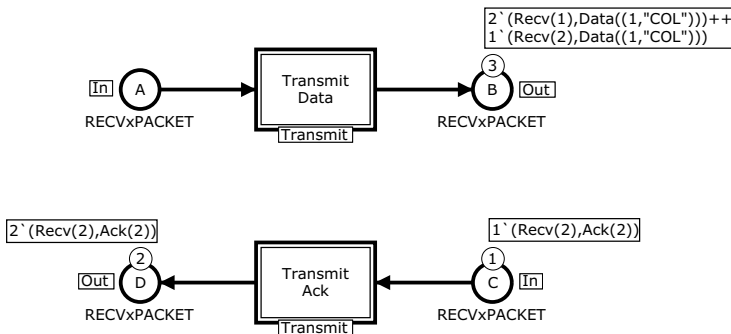 2`(Recv(1),Data((1,"COL")))++
1`(Recv(2),Data((1,"COL")))
3
In
A
Transmit
Data
B
Out
RECVxPACKET
Transmit
RECVxPACKET
2`(Recv(2),Ack(2))
1`(Recv(2),Ack(2))
2
1
Out
D
Transmit
Ack
C
In
RECVxPACKET
Transmit
RECVxPACKET